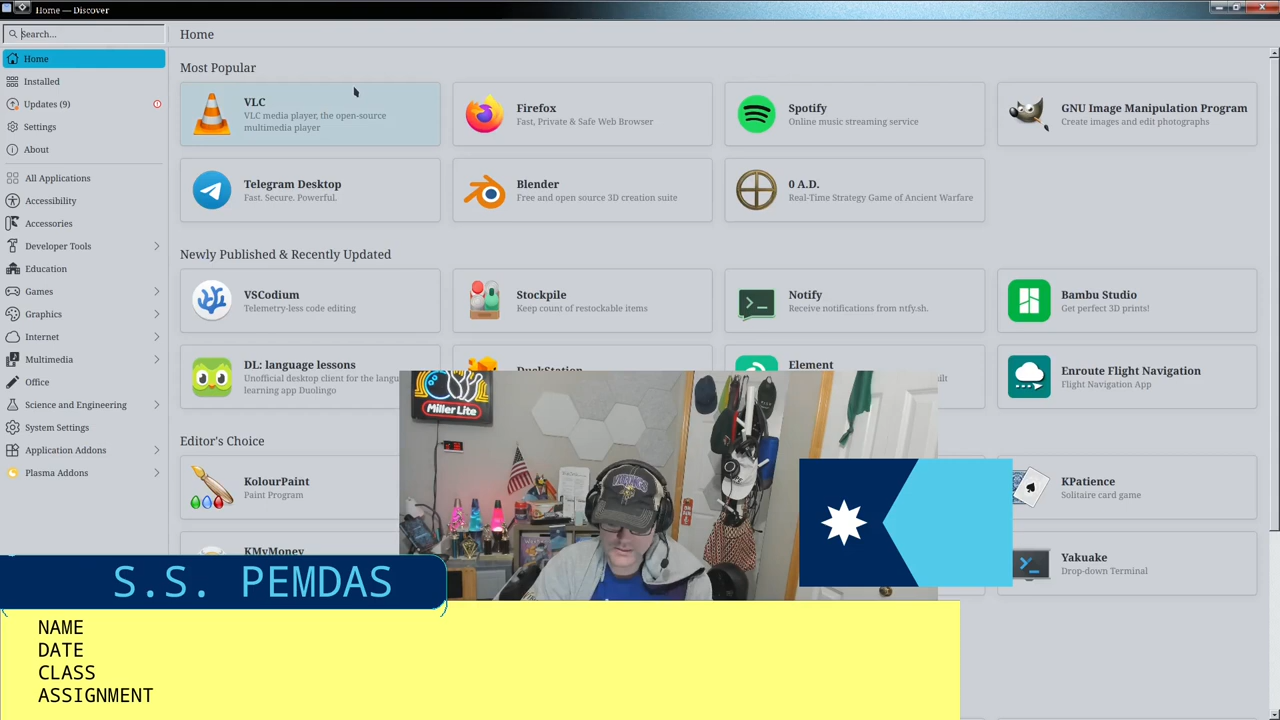 Home — Discover
Search...
Home
Home
Installed
Updates (9)
Settings
About
All Applications
Accessibility
Accessories
Developer Tools
Education
Games
Graphics
Internet
Multimedia
Office
Science and Engineering
System Settings
Application Addons
Plasma Addons
Most Popular
VLC
VLC media player, the open-source
multimedia player
Firefox
Fast, Private & Safe Web Browser
Spotify
Online music streaming service
GNU Image Manipulation Program
Create images and edit photographs
Telegram Desktop
Fast. Secure. Powerful.
Blender
Free and open source 3D creation suite
0 A.D.
Real-Time Strategy Game of Ancient Warfare
Newly Published & Recently Updated
VSCodium
Telemetry-less code editing
Stockpile
Keep count of restockable items
Notify
Receive notifications from ntfy.sh.
Bambu Studio
Get perfect 3D prints!
DL: language lessons
Unofficial desktop client for the
learning app Duolingo
DuckStation
Element
Enroute Flight Navigation
Flight Navigation App
Editor's Choice
KolourPaint
Paint Program
KPatience
Solitaire card game
KMyMoney
Yakuake
Drop-down Terminal
Miller Lite
S.S. PEMDAS
NAME
DATE
CLASS
ASSIGNMENT